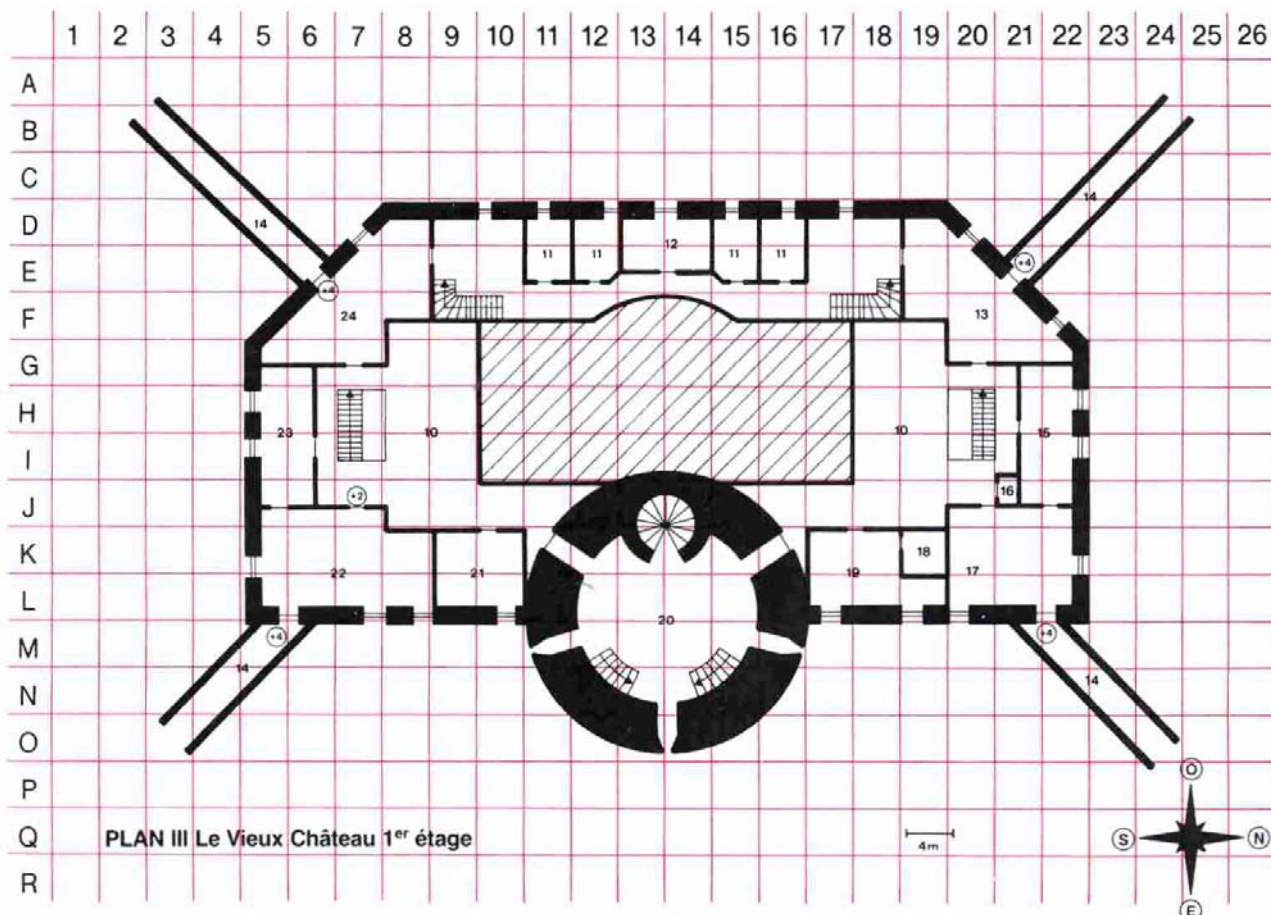 1 2 3 4 5 6 7 8 9 10 11 12 13 14 15 16 17 18 19 20 21 22 23 24 25 26
A
B
C
14 14
D
11 11 12 11 11
E
+4 +4
F
24 13
G
H
23 10 10 15
I
+2 16
J
K
22 21 19 18 17
L
20
M
+4 +4
14 14
N
O
P
O
Q
PLAN III Le Vieux Château 1er étage
4m
S N
R
E